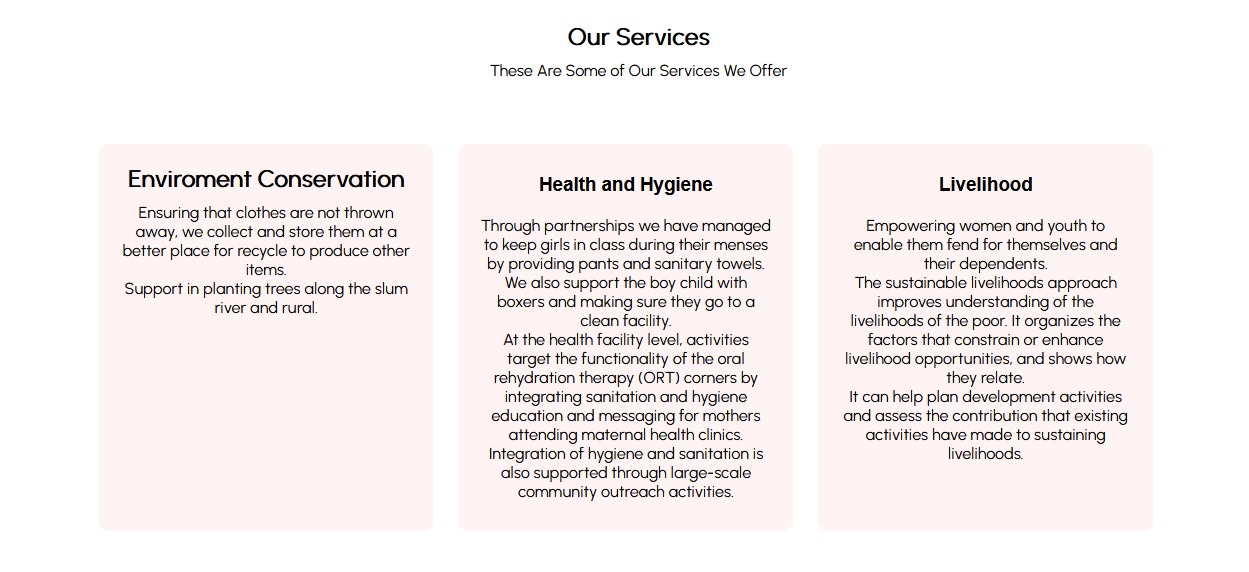 Our Services
These Are Some of Our Services We Offer
Enviroment Conservation
Ensuring that clothes are not thrown
away, we collect and store them at a
better place for recycle to produce other
items.
Support in planting trees along the slum
river and rural.
Health and Hygiene
Through partnerships we have managed
to keep girls in class during their menses
by providing pants and sanitary towels.
We also support the boy child with
boxers and making sure they go to a
clean facility.
At the health facility level, activities
target the functionality of the oral
rehydration therapy (ORT) corners by
integrating sanitation and hygiene
education and messaging for mothers
attending maternal health clinics.
Integration of hygiene and sanitation is
also supported through large-scale
community outreach activities.
Livelihood
Empowering women and youth to
enable them fend for themselves and
their dependents.
The sustainable livelihoods approach
improves understanding of the
livelihoods of the poor. It organizes the
factors that constrain or enhance
livelihood opportunities, and shows how
they relate.
It can help plan development activities
and assess the contribution that existing
activities have made to sustaining
livelihoods.